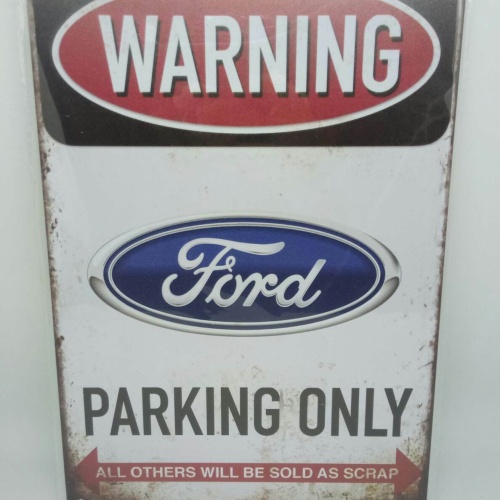 WARNING
Ford
PARKING ONLY
ALL OTHERS WILL BE SOLD AS SCRAP